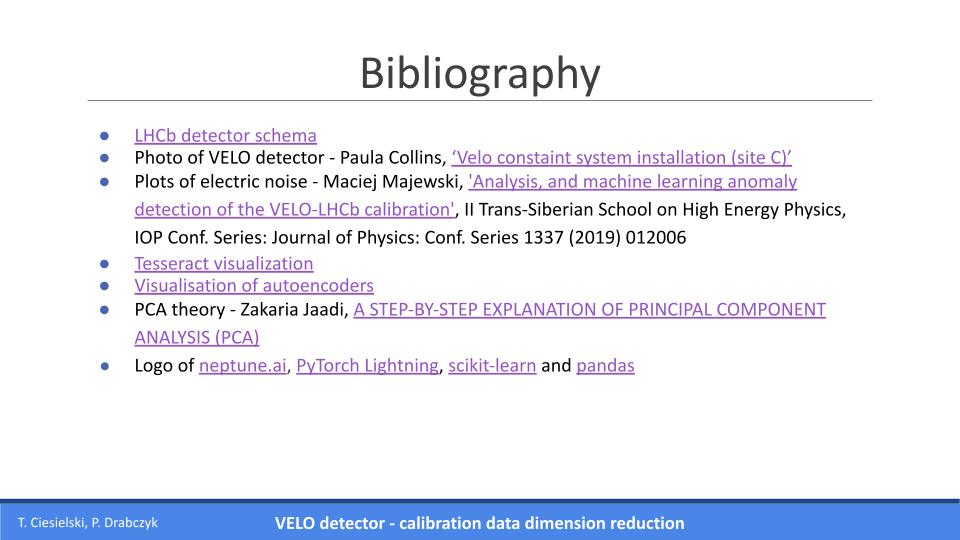 Bibliography
● LHCb detector schema
● Photo of VELO detector - Paula Collins, ‘Velo constaint system installation (site C)’
● Plots of electric noise - Maciej Majewski, 'Analysis, and machine learning anomaly
detection of the VELO-LHCb calibration', II Trans-Siberian School on High Energy Physics,
IOP Conf. Series: Journal of Physics: Conf. Series 1337 (2019) 012006
● Tesseract visualization
● Visualisation of autoencoders
● PCA theory - Zakaria Jaadi, A STEP-BY-STEP EXPLANATION OF PRINCIPAL COMPONENT
ANALYSIS (PCA)
● Logo of neptune.ai, PyTorch Lightning, scikit-learn and pandas
T. Ciesielski, P. Drabczyk
VELO detector - calibration data dimension reduction